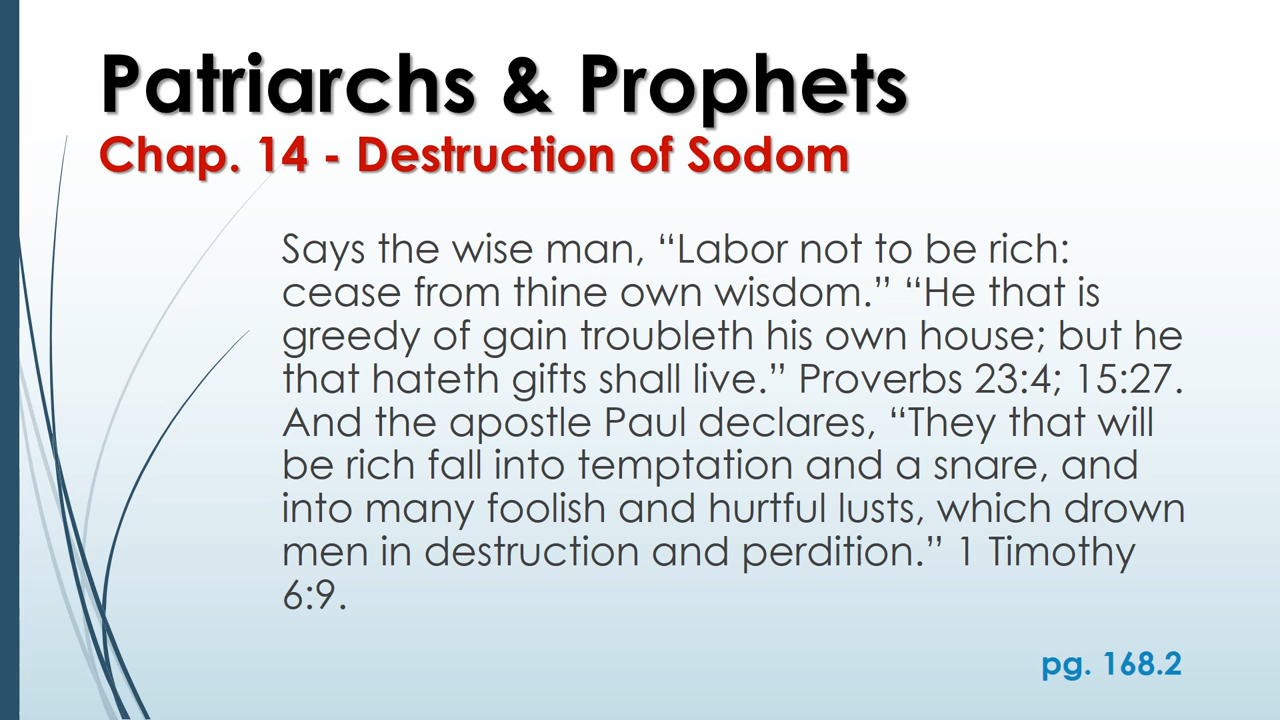 Patriarchs & Prophets
Chap. 14 - Destruction of Sodom
Says the wise man, “Labor not to be rich:
cease from thine own wisdom.” “He that is
greedy of gain troubleth his own house; but he
that hateth gifts shall live.” Proverbs 23:4; 15:27.
And the apostle Paul declares, “They that will
be rich fall into temptation and a snare, and
into many foolish and hurtful lusts, which drown
men in destruction and perdition.” 1 Timothy
6:9.
pg. 168.2